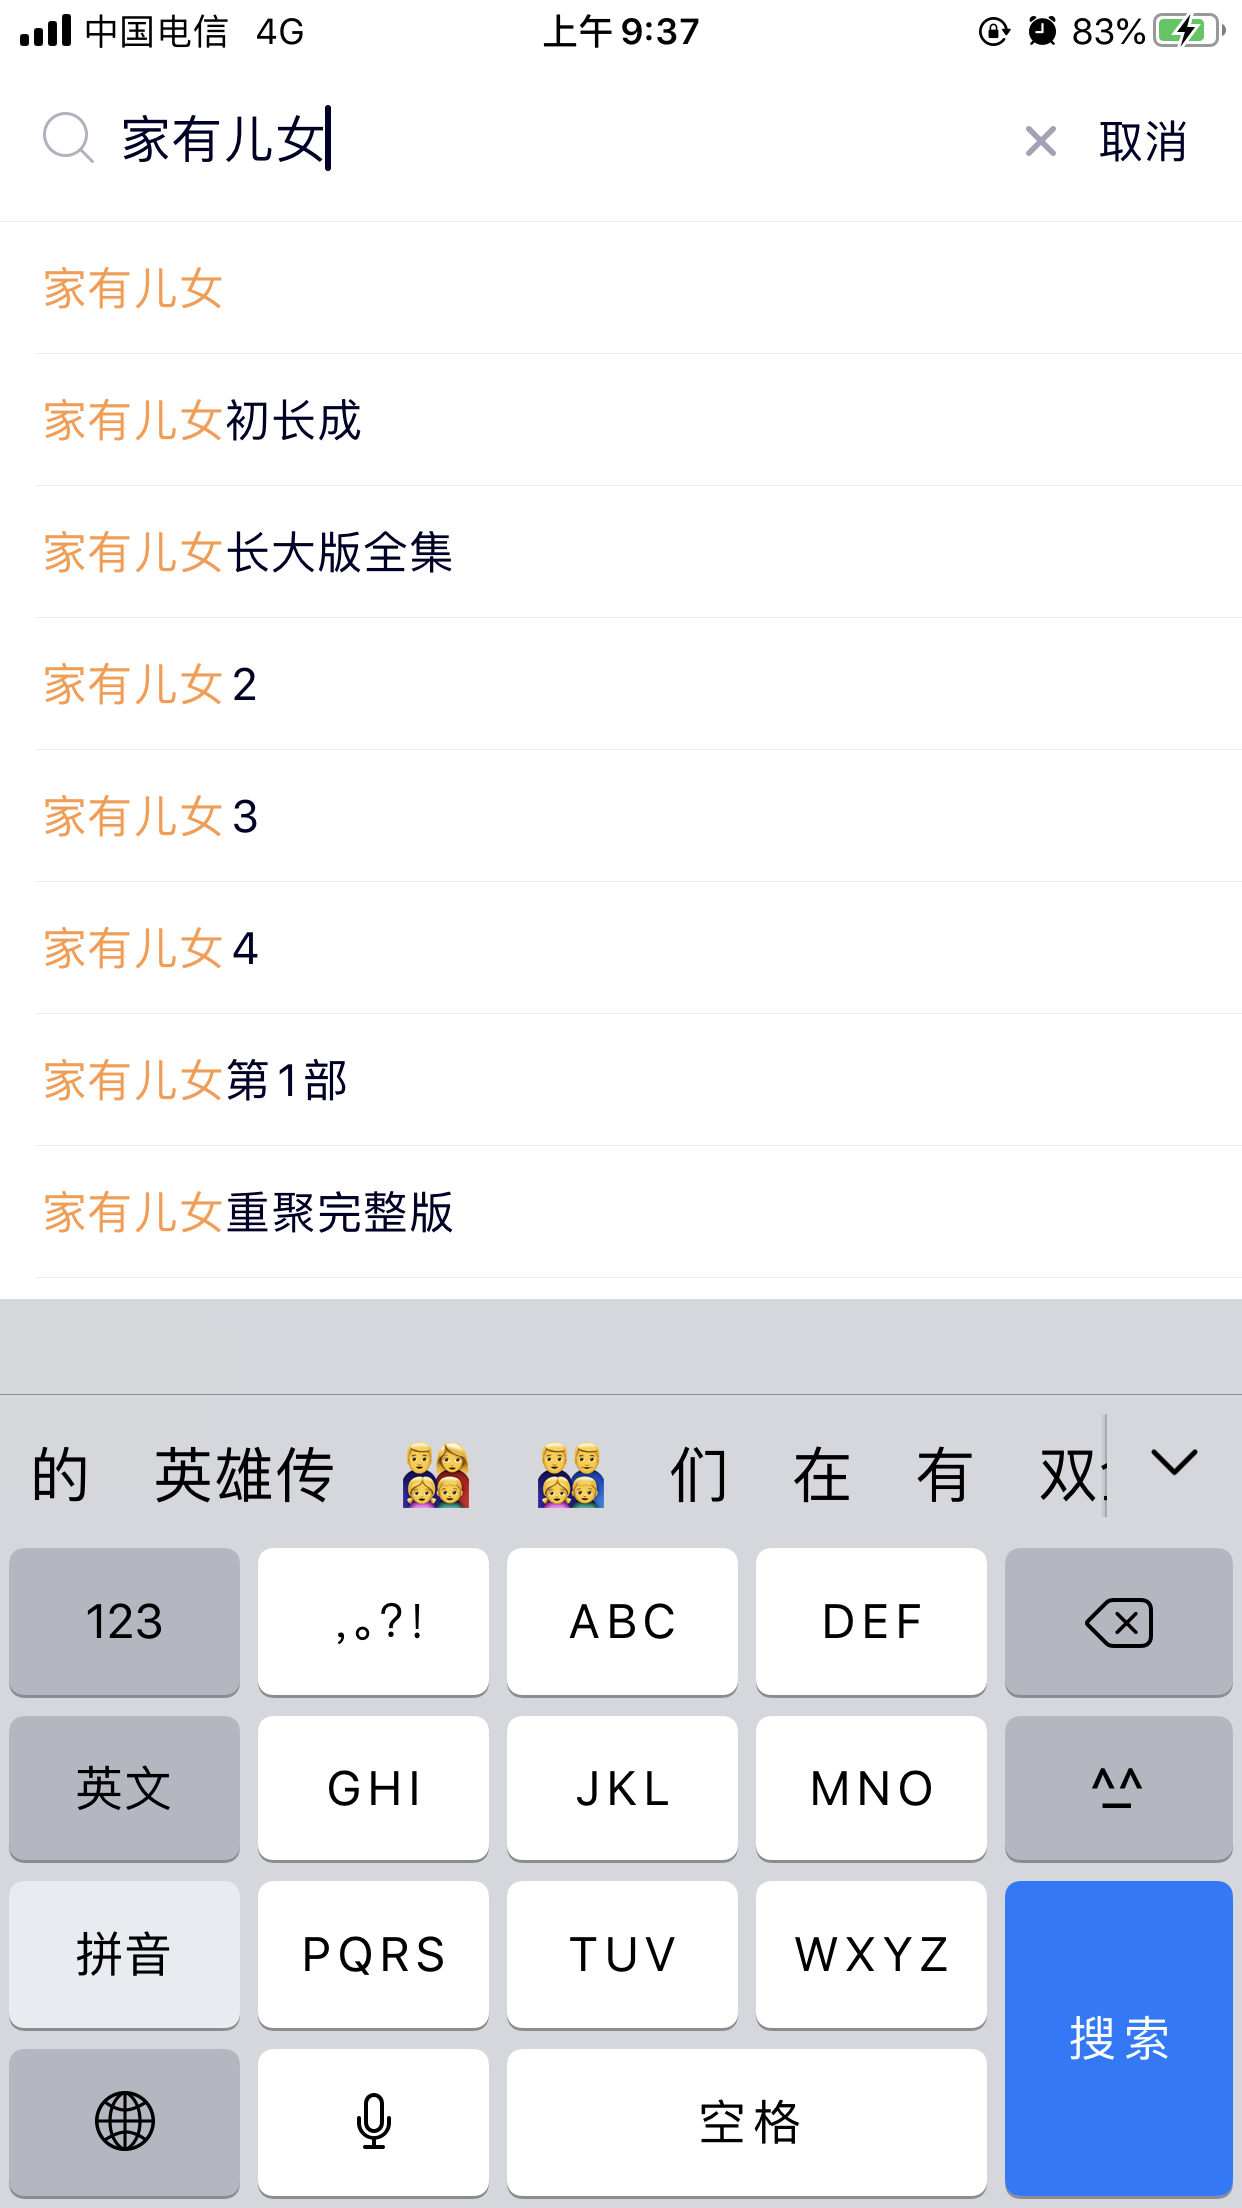 中国电信 4G 上午 9:37 83%
家有儿女 取消
家有儿女
家有儿女初长成
家有儿女长大版全集
家有儿女2
家有儿女3
家有儿女4
家有儿女第1部
家有儿女重聚完整版
的 英雄传 👨‍👩‍👧‍👦 👨‍👨‍👧‍👦 们 在 有 双
123 ,。?! ABC DEF
英文 GHI JKL MNO ^_^
拼音 PQRS TUV WXYZ
搜索
空格